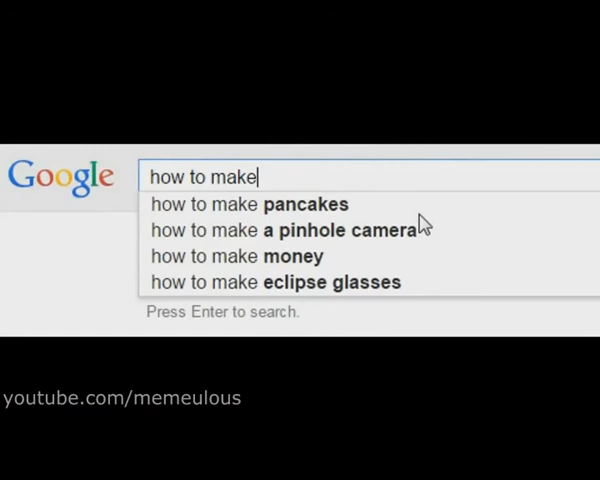 Google
how to make
how to make pancakes
how to make a pinhole camera
how to make money
how to make eclipse glasses
Press Enter to search.
youtube.com/memeulous